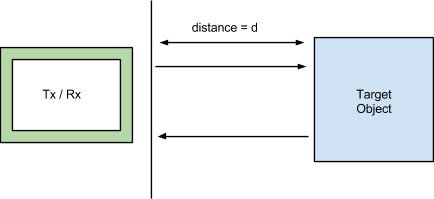 distance = d
Tx / Rx
Target
Object